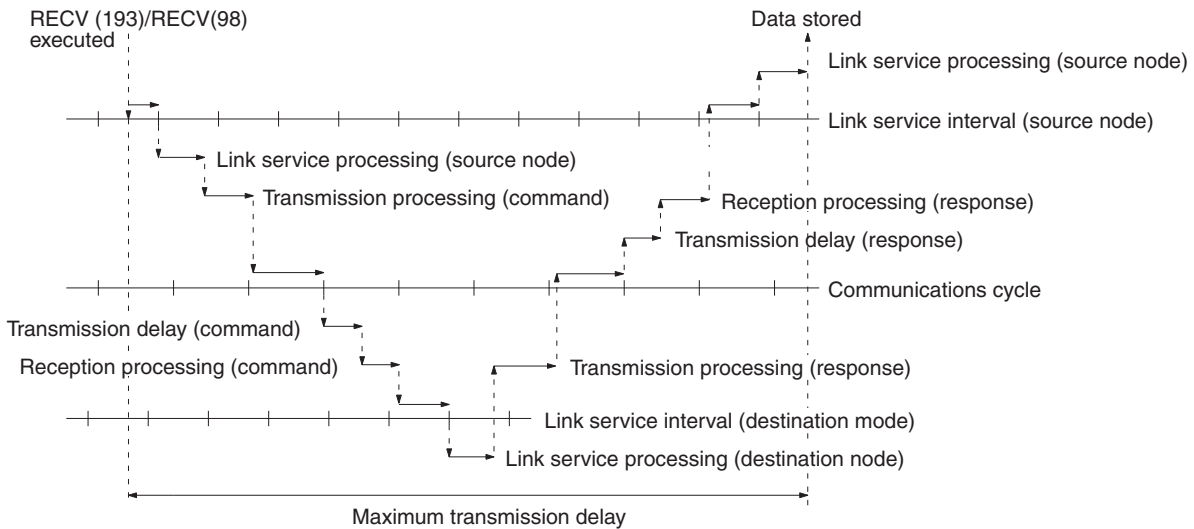 RECV (193)/RECV(98)
executed
Data stored
Link service processing (source node)
Link service interval (source node)
Link service processing (source node)
Transmission processing (command)
Reception processing (response)
Transmission delay (response)
Communications cycle
Transmission delay (command)
Reception processing (command)
Transmission processing (response)
Link service interval (destination mode)
Link service processing (destination node)
Maximum transmission delay